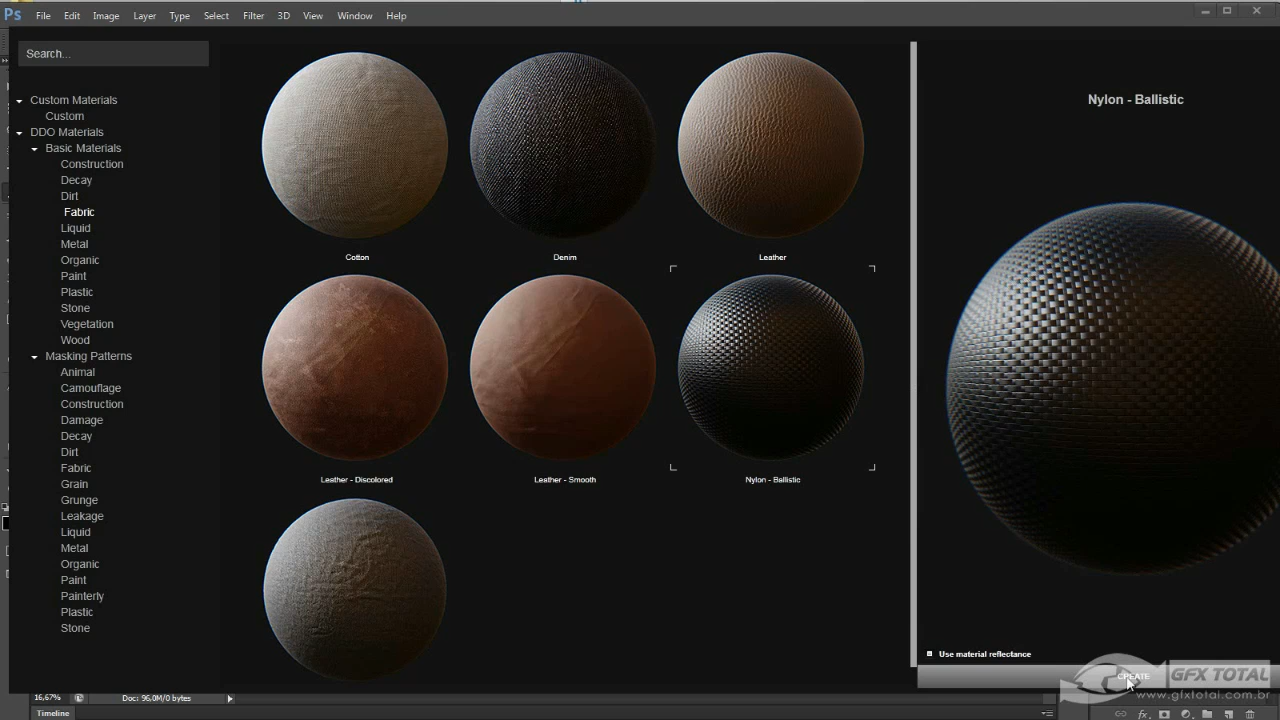 Ps File Edit Image Layer Type Select Filter 3D View Window Help
Search...
Custom Materials
Custom
DDO Materials
Basic Materials
Construction
Decay
Dirt
Fabric
Liquid
Metal
Organic
Paint
Plastic
Stone
Vegetation
Wood
Masking Patterns
Animal
Camouflage
Construction
Damage
Decay
Dirt
Fabric
Grain
Grunge
Leakage
Liquid
Metal
Organic
Paint
Painterly
Plastic
Stone
Cotton
Denim
Leather
Leather - Discolored
Leather - Smooth
Nylon - Ballistic
Nylon - Ballistic
Use material reflectance
CREATE
GFX TOTAL
www.gfxtotal.com.br
16,67%
Doc: 96,0M/0 bytes
Timeline
fx